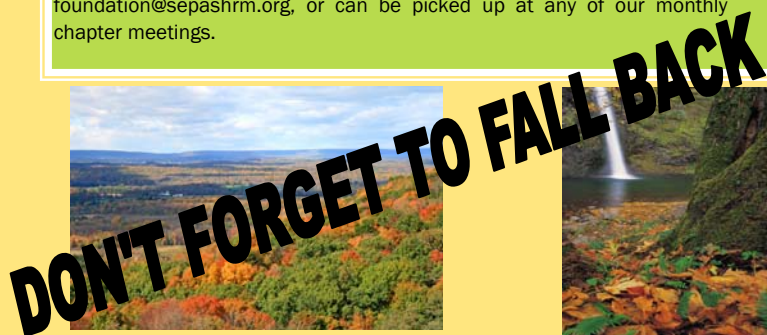 foundation@sepashrm.org, or can be picked up at any of our monthly
chapter meetings.
DON'T FORGET TO FALL BACK